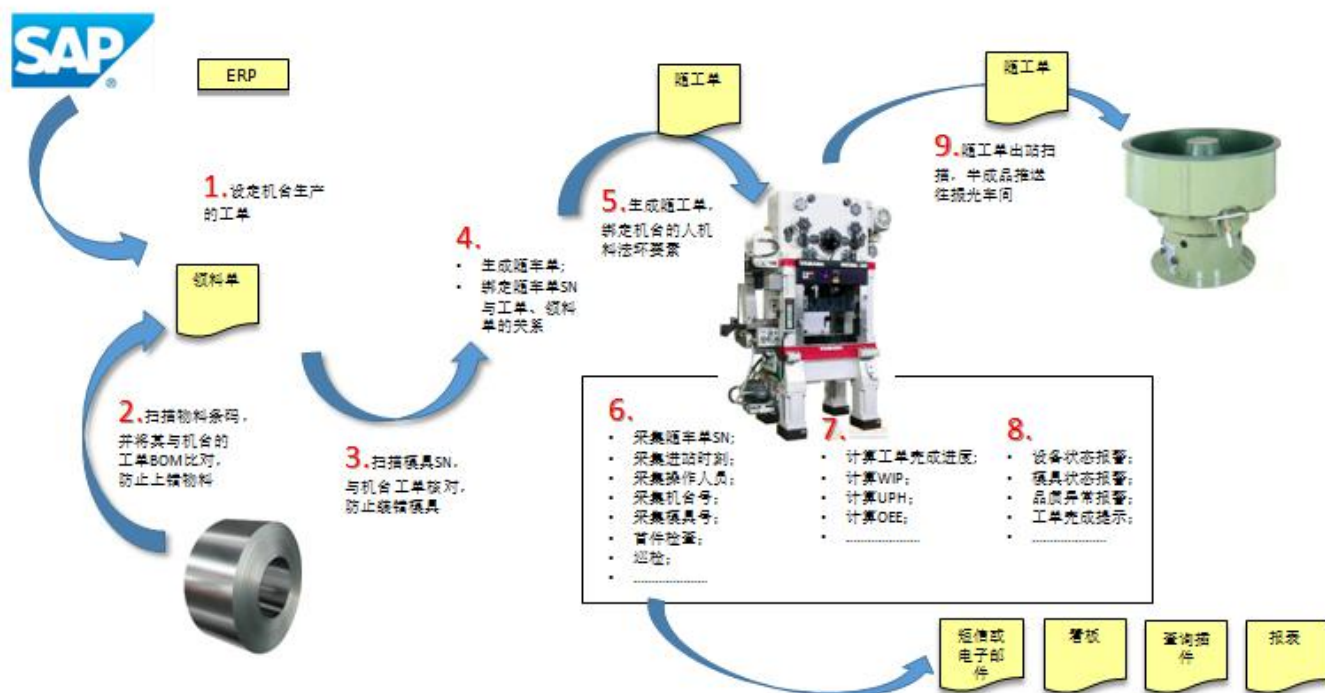 SAP
®
ERP
1.设定机台生产
的工单
领料单
2.扫描物料条码，
并将其与机台的
工单BOM比对，
防止上错物料
3.扫描模具SN，
与机台工单核对，
防止装错模具
4.
• 生成随车单;
• 绑定随车单SN
与工单、领料
单的关系
随工单
5.生成随工单，
绑定机台的人机
料法环要素
6.
• 采集随车单SN;
• 采集进站时刻;
• 采集操作人员;
• 采集机台号;
• 采集模具号;
• 首件检查;
• 巡检;
• ....................
7.
• 计算工单完成进度;
• 计算WIP;
• 计算UPH;
• 计算OEE;
• ....................
8.
• 设备状态报警;
• 模具状态报警;
• 品质异常报警;
• 工单完成提示;
• ....................
随工单
9.随工单出站扫
描，半成品推送
往抛光车间
短信或
电子邮
件
看板
查询插
件
报表